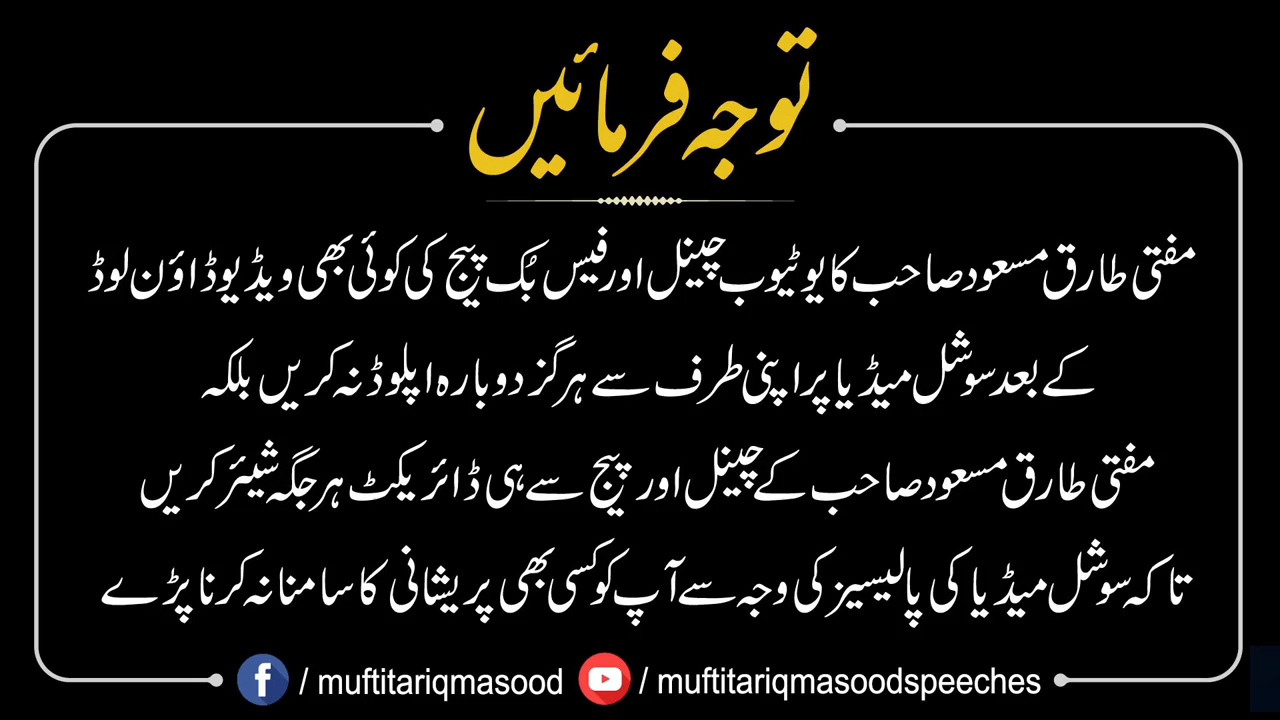 توجہ فرمائیں
مفتی طارق مسعود صاحب کا یوٹیوب چینل اور فیس بُک پیج کی کوئی بھی ویڈیو ڈاؤن لوڈ
کے بعد سوشل میڈیا پر اپنی طرف سے ہرگز دوبارہ اپلوڈ نہ کریں بلکہ
مفتی طارق مسعود صاحب کے چینل اور پیج سے ہی ڈائریکٹ ہر جگہ شیئر کریں
تاکہ سوشل میڈیا کی پالیسیز کی وجہ سے آپ کو کسی بھی پریشانی کا سامنا نہ کرنا پڑے
/ muftitariqmasood / muftitariqmasoodspeeches